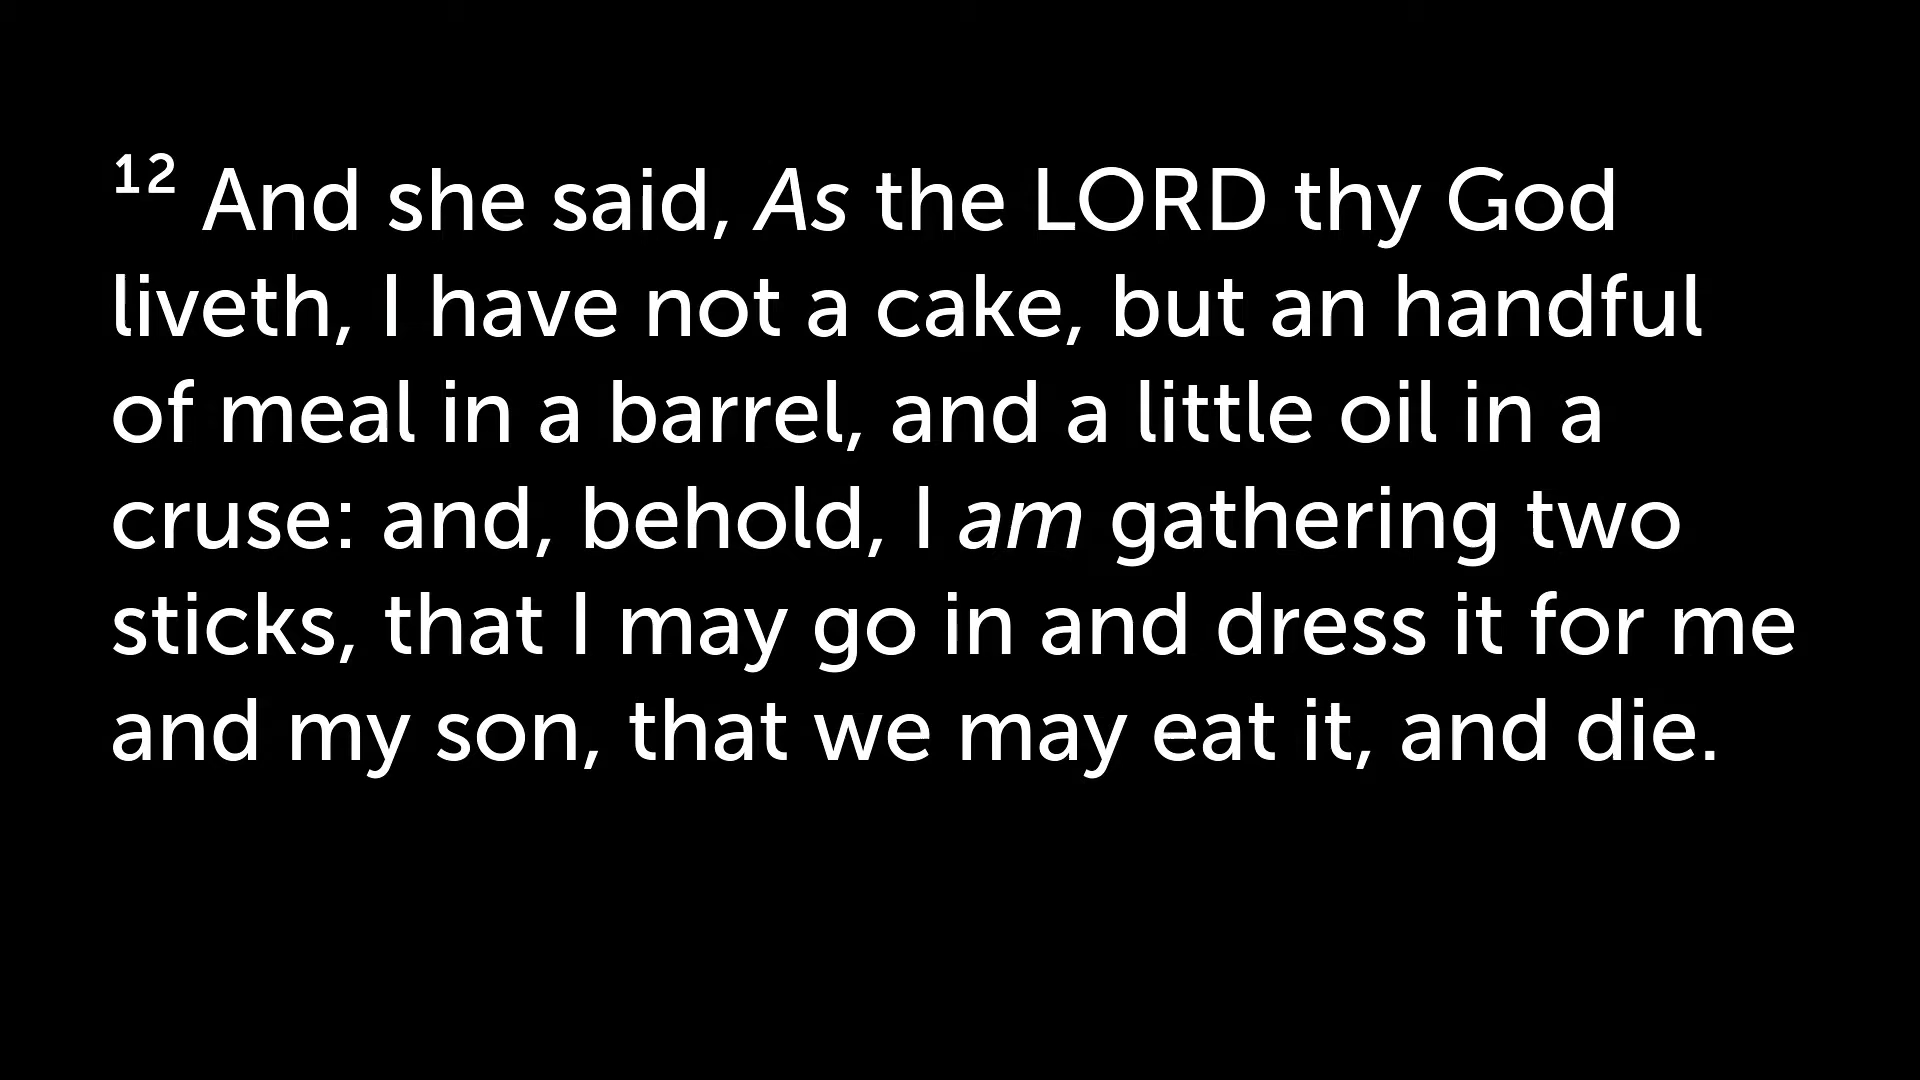 12 And she said, As the LORD thy God
liveth, I have not a cake, but an handful
of meal in a barrel, and a little oil in a
cruse: and, behold, I am gathering two
sticks, that I may go in and dress it for me
and my son, that we may eat it, and die.